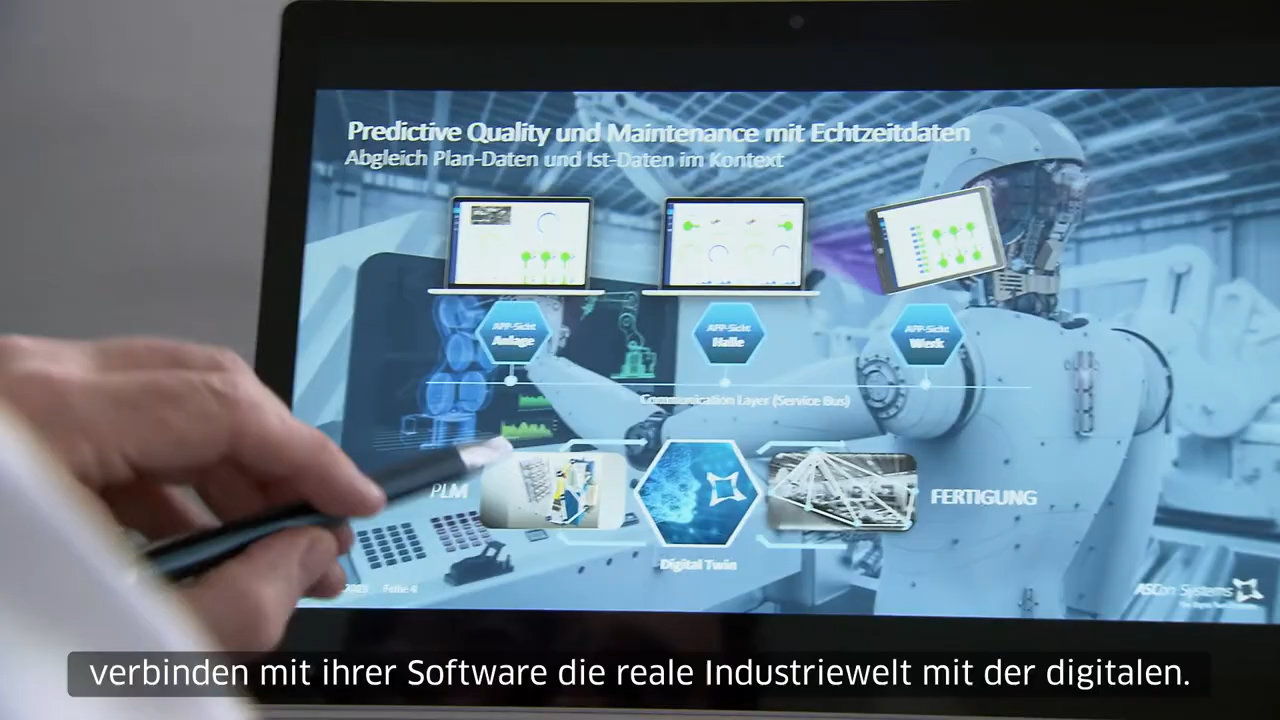 Predictive Quality und Maintenance mit Echtzeitdaten
Abgleich Plan-Daten und Ist-Daten im Kontext
APP-Sicht
Anlage
APP-Sicht
Halle
APP-Sicht
Werk
Communication Layer (Service Bus)
PLM
FERTIGUNG
Digital Twin
Folie 4
ASCon Systems
verbinden mit ihrer Software die reale Industriewelt mit der digitalen.